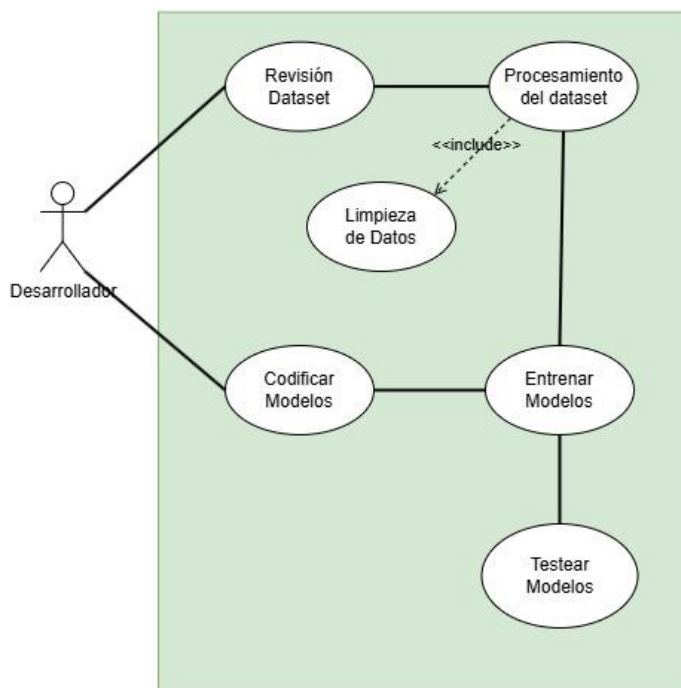 Revisión
Dataset
Procesamiento
del dataset
<<include>>
Limpieza
de Datos
Desarrollador
Codificar
Modelos
Entrenar
Modelos
Testear
Modelos